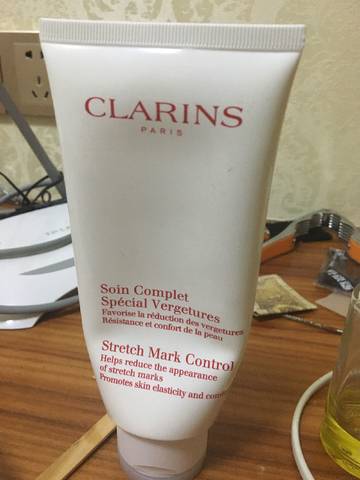 CLARINS
PARIS
Soin Complet
Spécial Vergetures
Favorise la réduction des vergetures
Résistance et confort de la peau
Stretch Mark Control
Helps reduce the appearance
of stretch marks
Promotes skin elasticity and